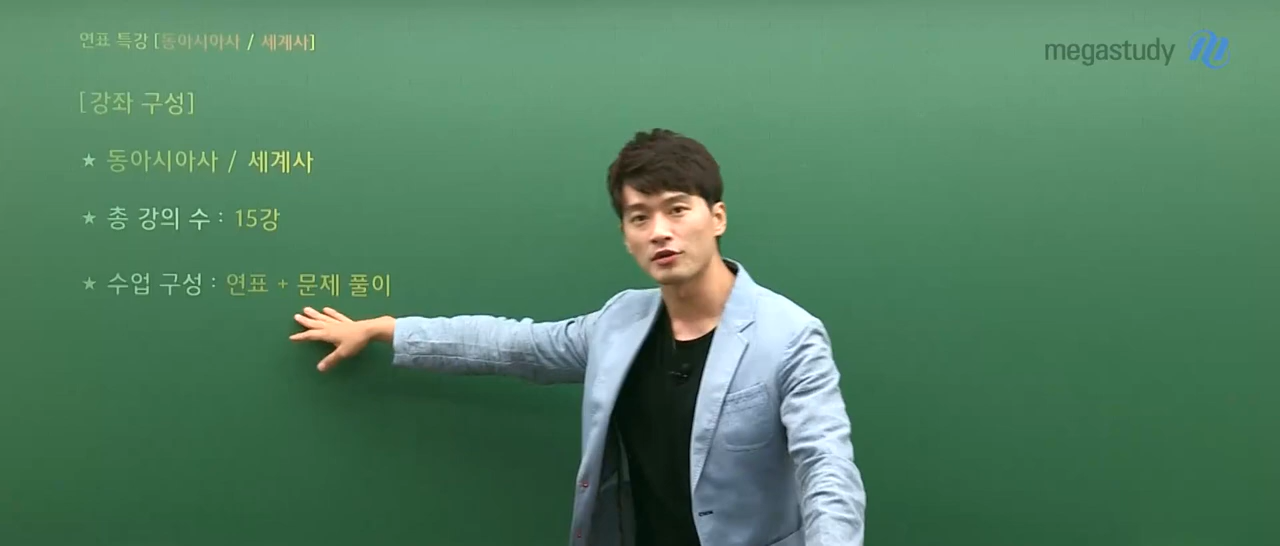 연표 특강 [동아시아사 / 세계사]
megastudy
[강좌 구성]
★ 동아시아사 / 세계사
★ 총 강의 수 : 15강
★ 수업 구성 : 연표 + 문제 풀이